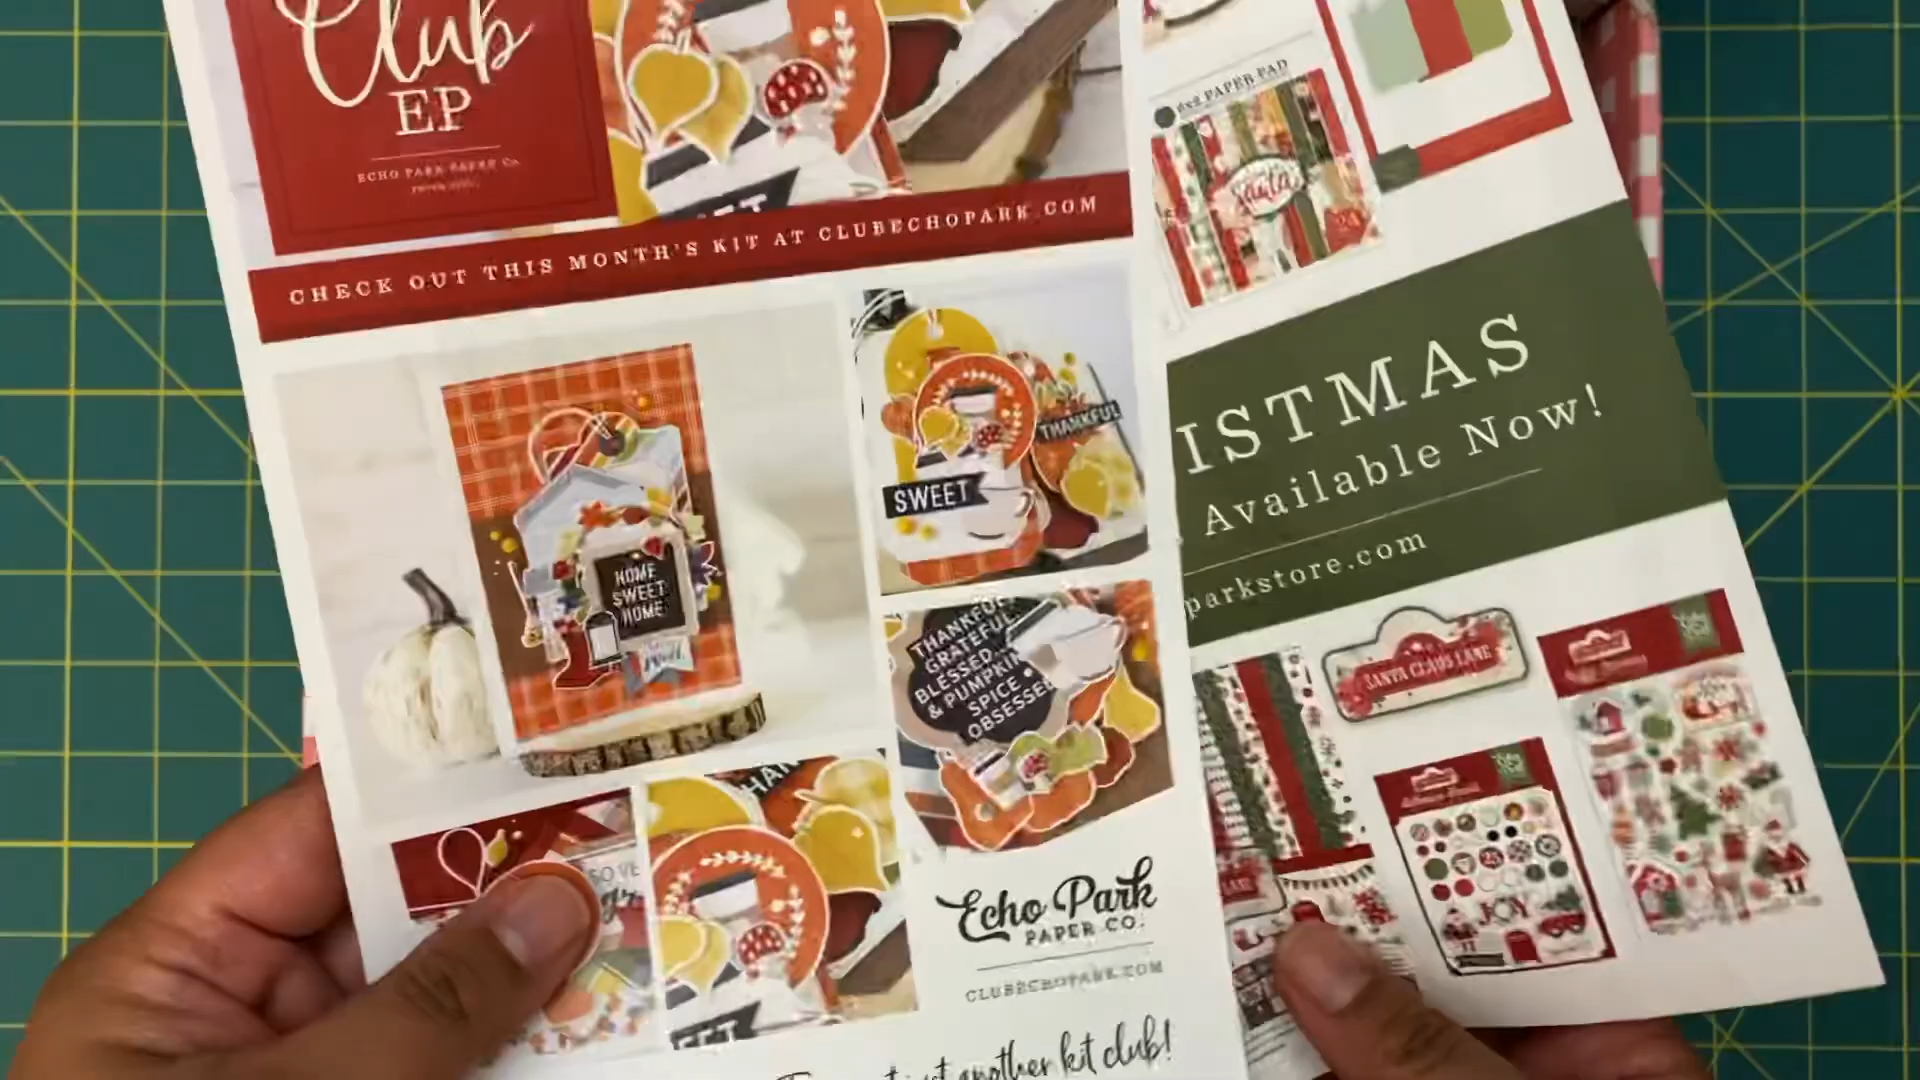 Club
EP
ECHO PARK PAPER Co.
CHECK OUT THIS MONTH'S KIT AT CLUBECHOPARK.COM
HOME
SWEET
HOME
THANKFUL
SWEET
THANKFUL
GRATEFUL
BLESSED...
& PUMPKIN
SPICE
OBSESSED
Echo Park
PAPER CO.
CLUBECHOPARK.COM
another kit club!
6x6 PAPER PAD
Santa
ISTMAS
Available Now!
parkstore.com
SANTA CLAUS LANE
JOY